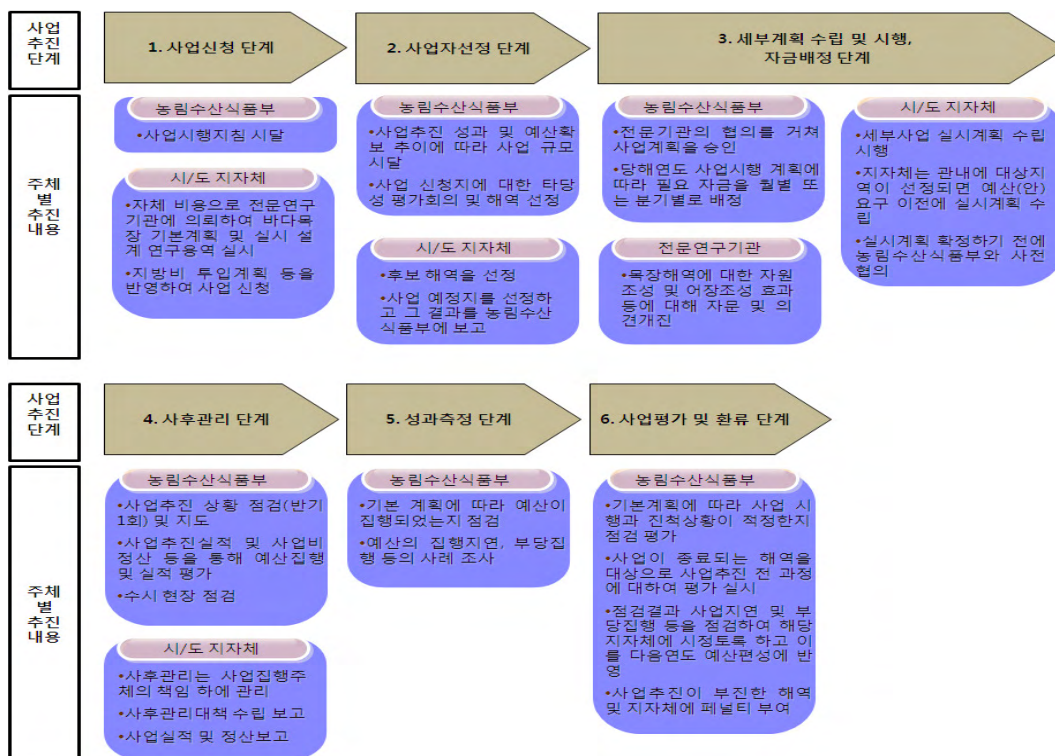 사업
추진
단계
1. 사업신청 단계
2. 사업자선정 단계
3. 세부계획 수립 및 시행,
자금배정 단계
주체
별
추진
내용
농림수산식품부
•사업시행지침 시달
시/도 지자체
•자체 비용으로 전문연구
기관에 의뢰하여 바다목
장 기본계획 및 실시 설
계 연구용역 실시
•지방비 투입계획 등을
반영하여 사업 신청
농림수산식품부
•사업추진 성과 및 예산확
보 추이에 따라 사업 규모
시달
•사업 신청지에 대한 타당
성 평가회의 및 해역 선정
시/도 지자체
•후보 해역을 선정
•사업 예정지를 선정하
고 그 결과를 농림수산
식품부에 보고
농림수산식품부
•전문기관의 협의를 거쳐
사업계획을 승인
•당해연도 사업시행 계획에
따라 필요 자금을 월별 또
는 분기별로 배정
전문연구기관
•목장해역에 대한 자원
조성 및 어장조성 효과
등에 대해 자문 및 의
견개진
시/도 지자체
•세부사업 실시계획 수립
시행
•지자체는 관내에 대상지
역이 선정되면 예산(안)
요구 이전에 실시계획 수
립
•실시계획 확정하기 전에
농림수산식품부와 사전
협의
사업
추진
단계
4. 사후관리 단계
5. 성과측정 단계
6. 사업평가 및 환류 단계
주체
별
추진
내용
농림수산식품부
•사업추진 상황 점검(반기
1회) 및 지도
•사업추진실적 및 사업비
정산 등을 통해 예산집행
및 실적 평가
•수시 현장 점검
시/도 지자체
•사후관리는 사업집행주
체의 책임 하에 관리
•사후관리대책 수립 보고
•사업실적 및 정산보고
농림수산식품부
•기본 계획에 따라 예산이
집행되었는지 점검
•예산의 집행지연, 부당집
행 등의 사례 조사
농림수산식품부
•기본계획에 따라 사업 시
행과 진척상황이 적정한지
점검 평가
•사업이 종료되는 해역을
대상으로 사업추진 전 과정
에 대하여 평가 실시
•점검결과 사업지연 및 부
당집행 등을 점검하여 해당
지자체에 시정토록 하고 이
를 다음연도 예산편성에 반
영
•사업추진이 부진한 해역
및 지자체에 페널티 부여